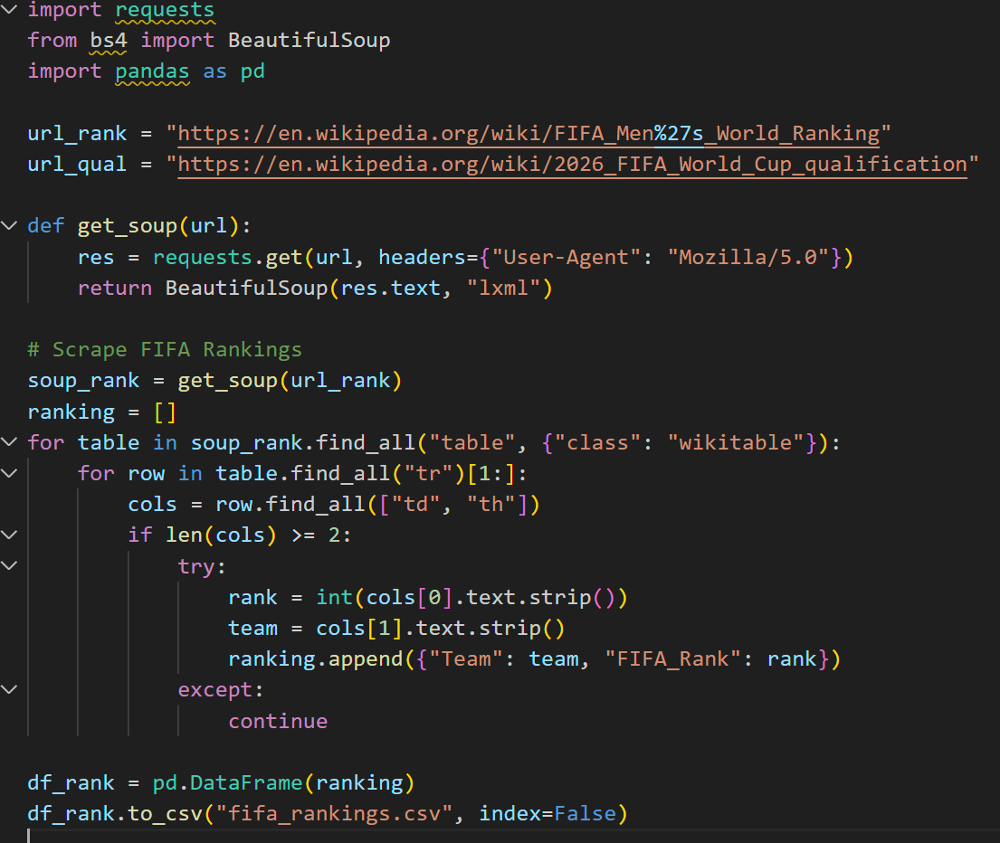 import requests
from bs4 import BeautifulSoup
import pandas as pd

url_rank = "https://en.wikipedia.org/wiki/FIFA_Men%27s_World_Ranking"
url_qual = "https://en.wikipedia.org/wiki/2026_FIFA_World_Cup_qualification"

def get_soup(url):
    res = requests.get(url, headers={"User-Agent": "Mozilla/5.0"})
    return BeautifulSoup(res.text, "lxml")

# Scrape FIFA Rankings
soup_rank = get_soup(url_rank)
ranking = []
for table in soup_rank.find_all("table", {"class": "wikitable"}):
    for row in table.find_all("tr")[1:]:
        cols = row.find_all(["td", "th"])
        if len(cols) >= 2:
            try:
                rank = int(cols[0].text.strip())
                team = cols[1].text.strip()
                ranking.append({"Team": team, "FIFA_Rank": rank})
            except:
                continue

df_rank = pd.DataFrame(ranking)
df_rank.to_csv("fifa_rankings.csv", index=False)